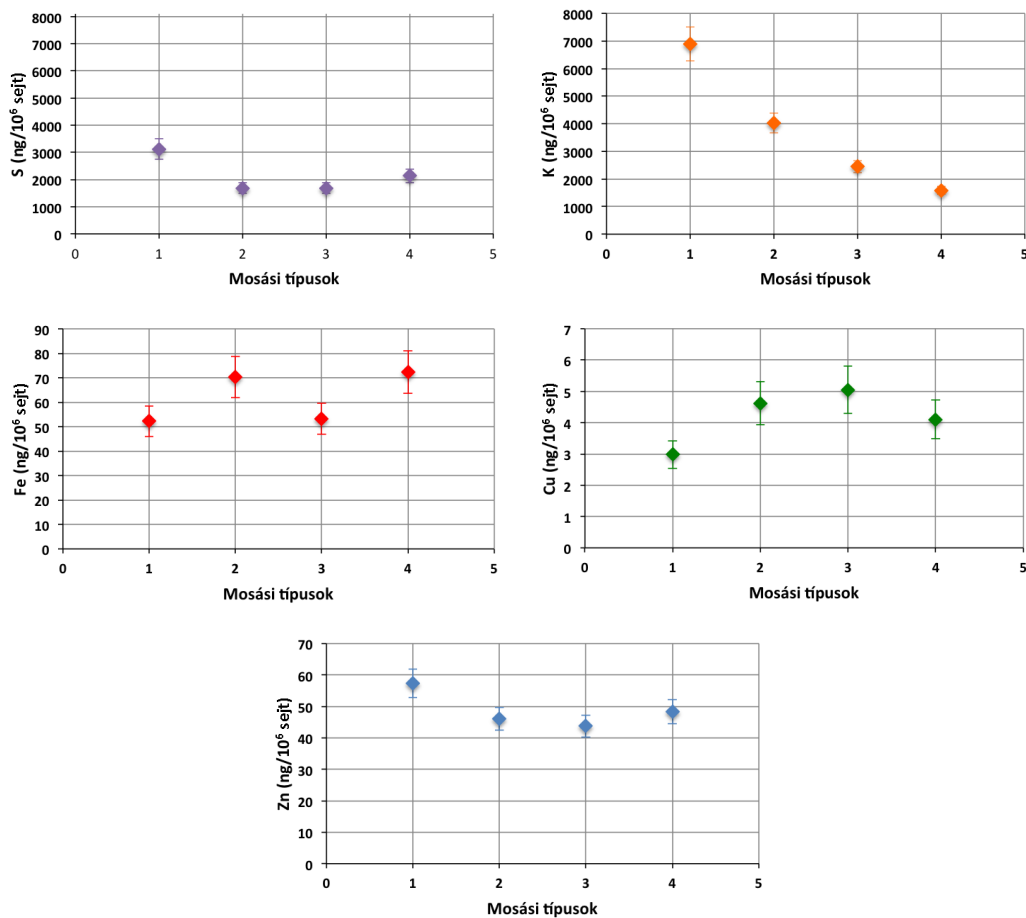 S (ng/10⁶ sejt)
8000
7000
6000
5000
4000
3000
2000
1000
0
0 1 2 3 4 5
Mosási típusok
K (ng/10⁶ sejt)
8000
7000
6000
5000
4000
3000
2000
1000
0
0 1 2 3 4 5
Mosási típusok
Fe (ng/10⁶ sejt)
90
80
70
60
50
40
30
20
10
0
0 1 2 3 4 5
Mosási típusok
Cu (ng/10⁶ sejt)
7
6
5
4
3
2
1
0
0 1 2 3 4 5
Mosási típusok
Zn (ng/10⁶ sejt)
70
60
50
40
30
20
10
0
0 1 2 3 4 5
Mosási típusok